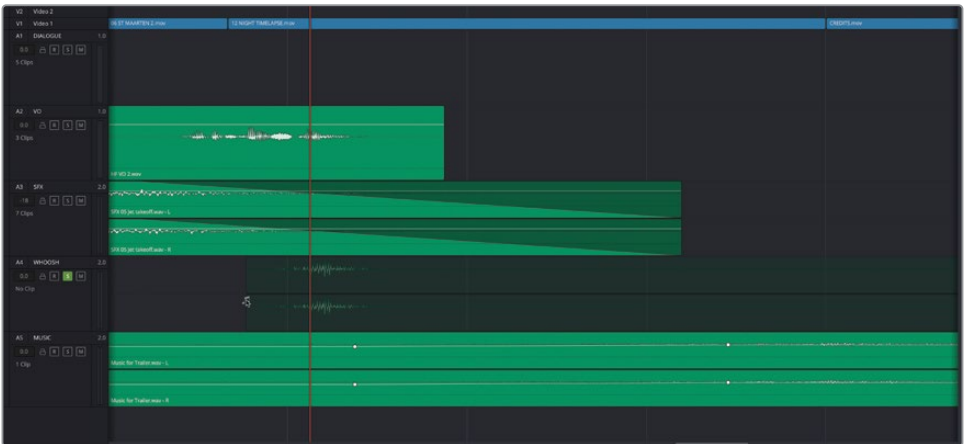 V2 Video 2
V1 Video 1 06 ST MAARTEN 2.mov 12 NIGHT TIMELAPSE.mov CREDITS.mov
A1 DIALOGUE 1.0
0.0 R S M
5 Clips
A2 VO 1.0
0.0 R S M
3 Clips
HF VO 2.wav
A3 SFX 2.0
-18 R S M
7 Clips
SFX 05 Jet takeoff.wav - L
SFX 05 Jet takeoff.wav - R
A4 WHOOSH 2.0
0.0 R S M
No Clip
A5 MUSIC 2.0
0.0 R S M
1 Clip
Music for Trailer.wav - L
Music for Trailer.wav - R